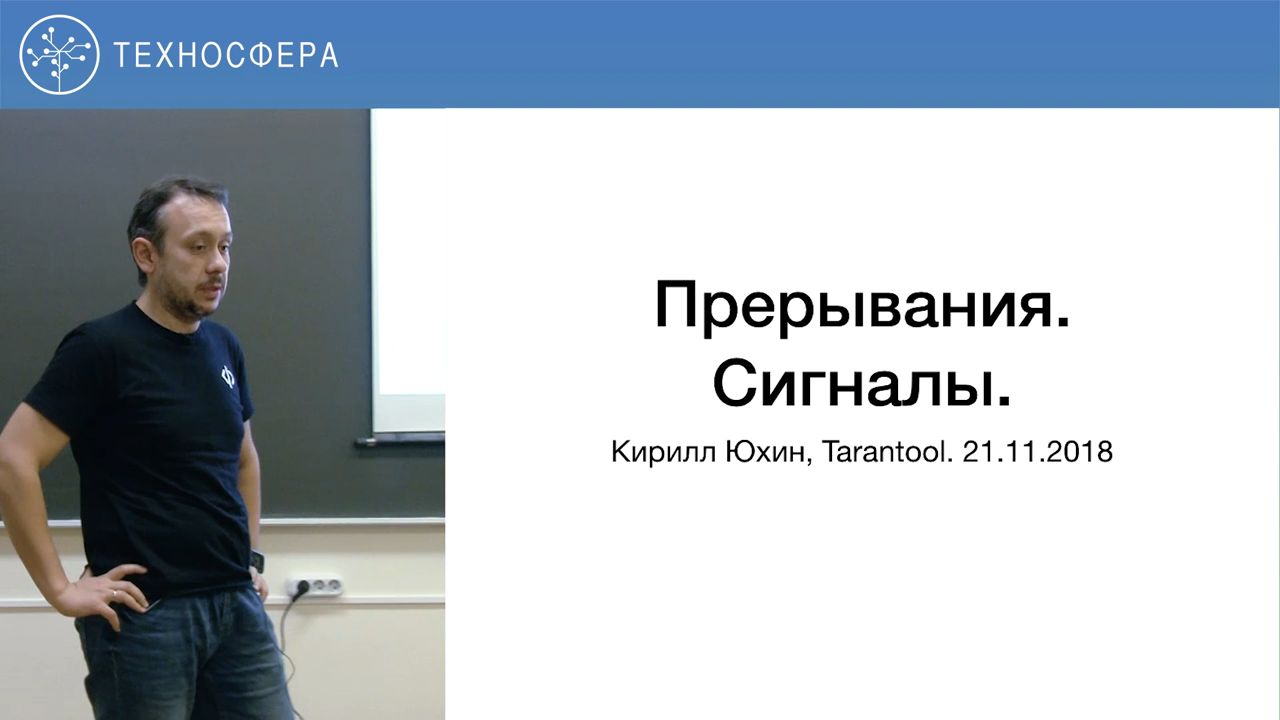 ТЕХНОСФЕРА
Прерывания.
Сигналы.
Кирилл Юхин, Tarantool. 21.11.2018